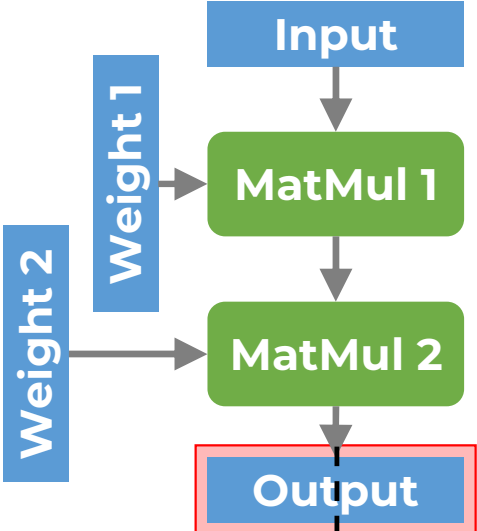 Input
Weight 1
MatMul 1
Weight 2
MatMul 2
Output